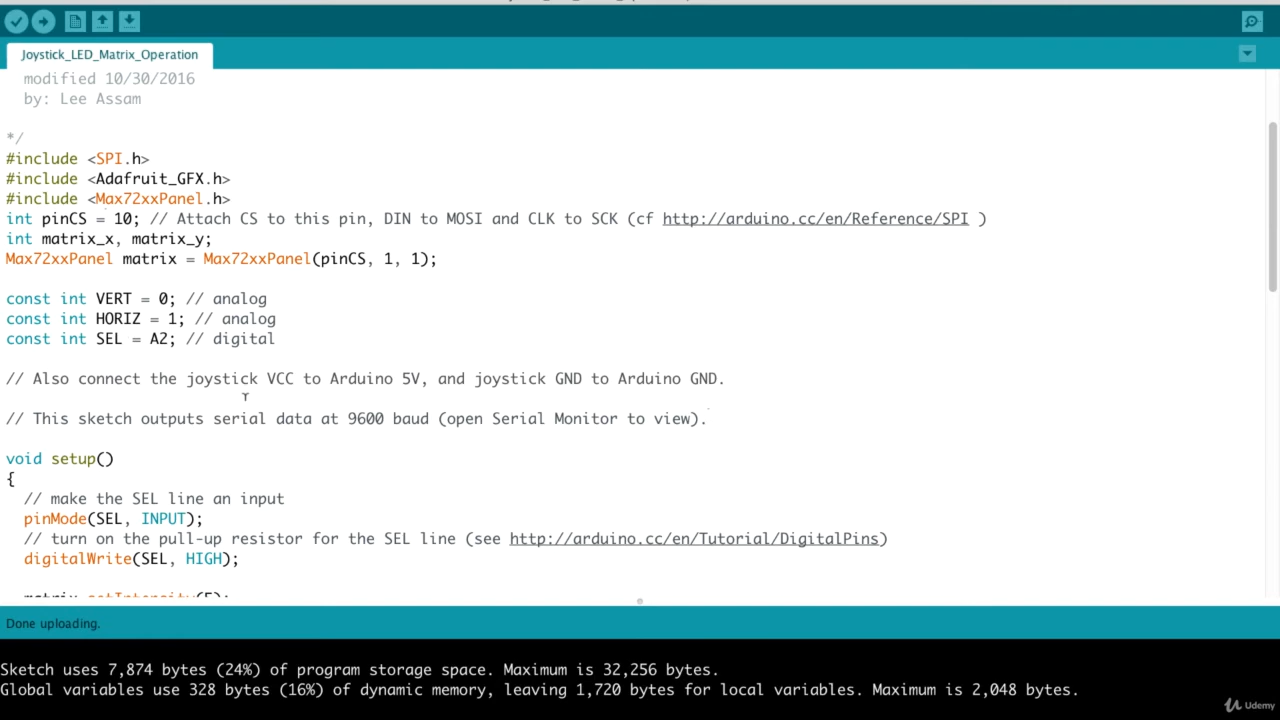 Joystick_LED_Matrix_Operation
modified 10/30/2016
by: Lee Assam
*/
#include <SPI.h>
#include <Adafruit_GFX.h>
#include <Max72xxPanel.h>
int pinCS = 10; // Attach CS to this pin, DIN to MOSI and CLK to SCK (cf http://arduino.cc/en/Reference/SPI )
int matrix_x, matrix_y;
Max72xxPanel matrix = Max72xxPanel(pinCS, 1, 1);
const int VERT = 0; // analog
const int HORIZ = 1; // analog
const int SEL = A2; // digital
// Also connect the joystick VCC to Arduino 5V, and joystick GND to Arduino GND.
// This sketch outputs serial data at 9600 baud (open Serial Monitor to view).
void setup()
{
// make the SEL line an input
pinMode(SEL, INPUT);
// turn on the pull-up resistor for the SEL line (see http://arduino.cc/en/Tutorial/DigitalPins)
digitalWrite(SEL, HIGH);
matrix.setIntensity(5);
Done uploading.
Sketch uses 7,874 bytes (24%) of program storage space. Maximum is 32,256 bytes.
Global variables use 328 bytes (16%) of dynamic memory, leaving 1,720 bytes for local variables. Maximum is 2,048 bytes.
Udemy